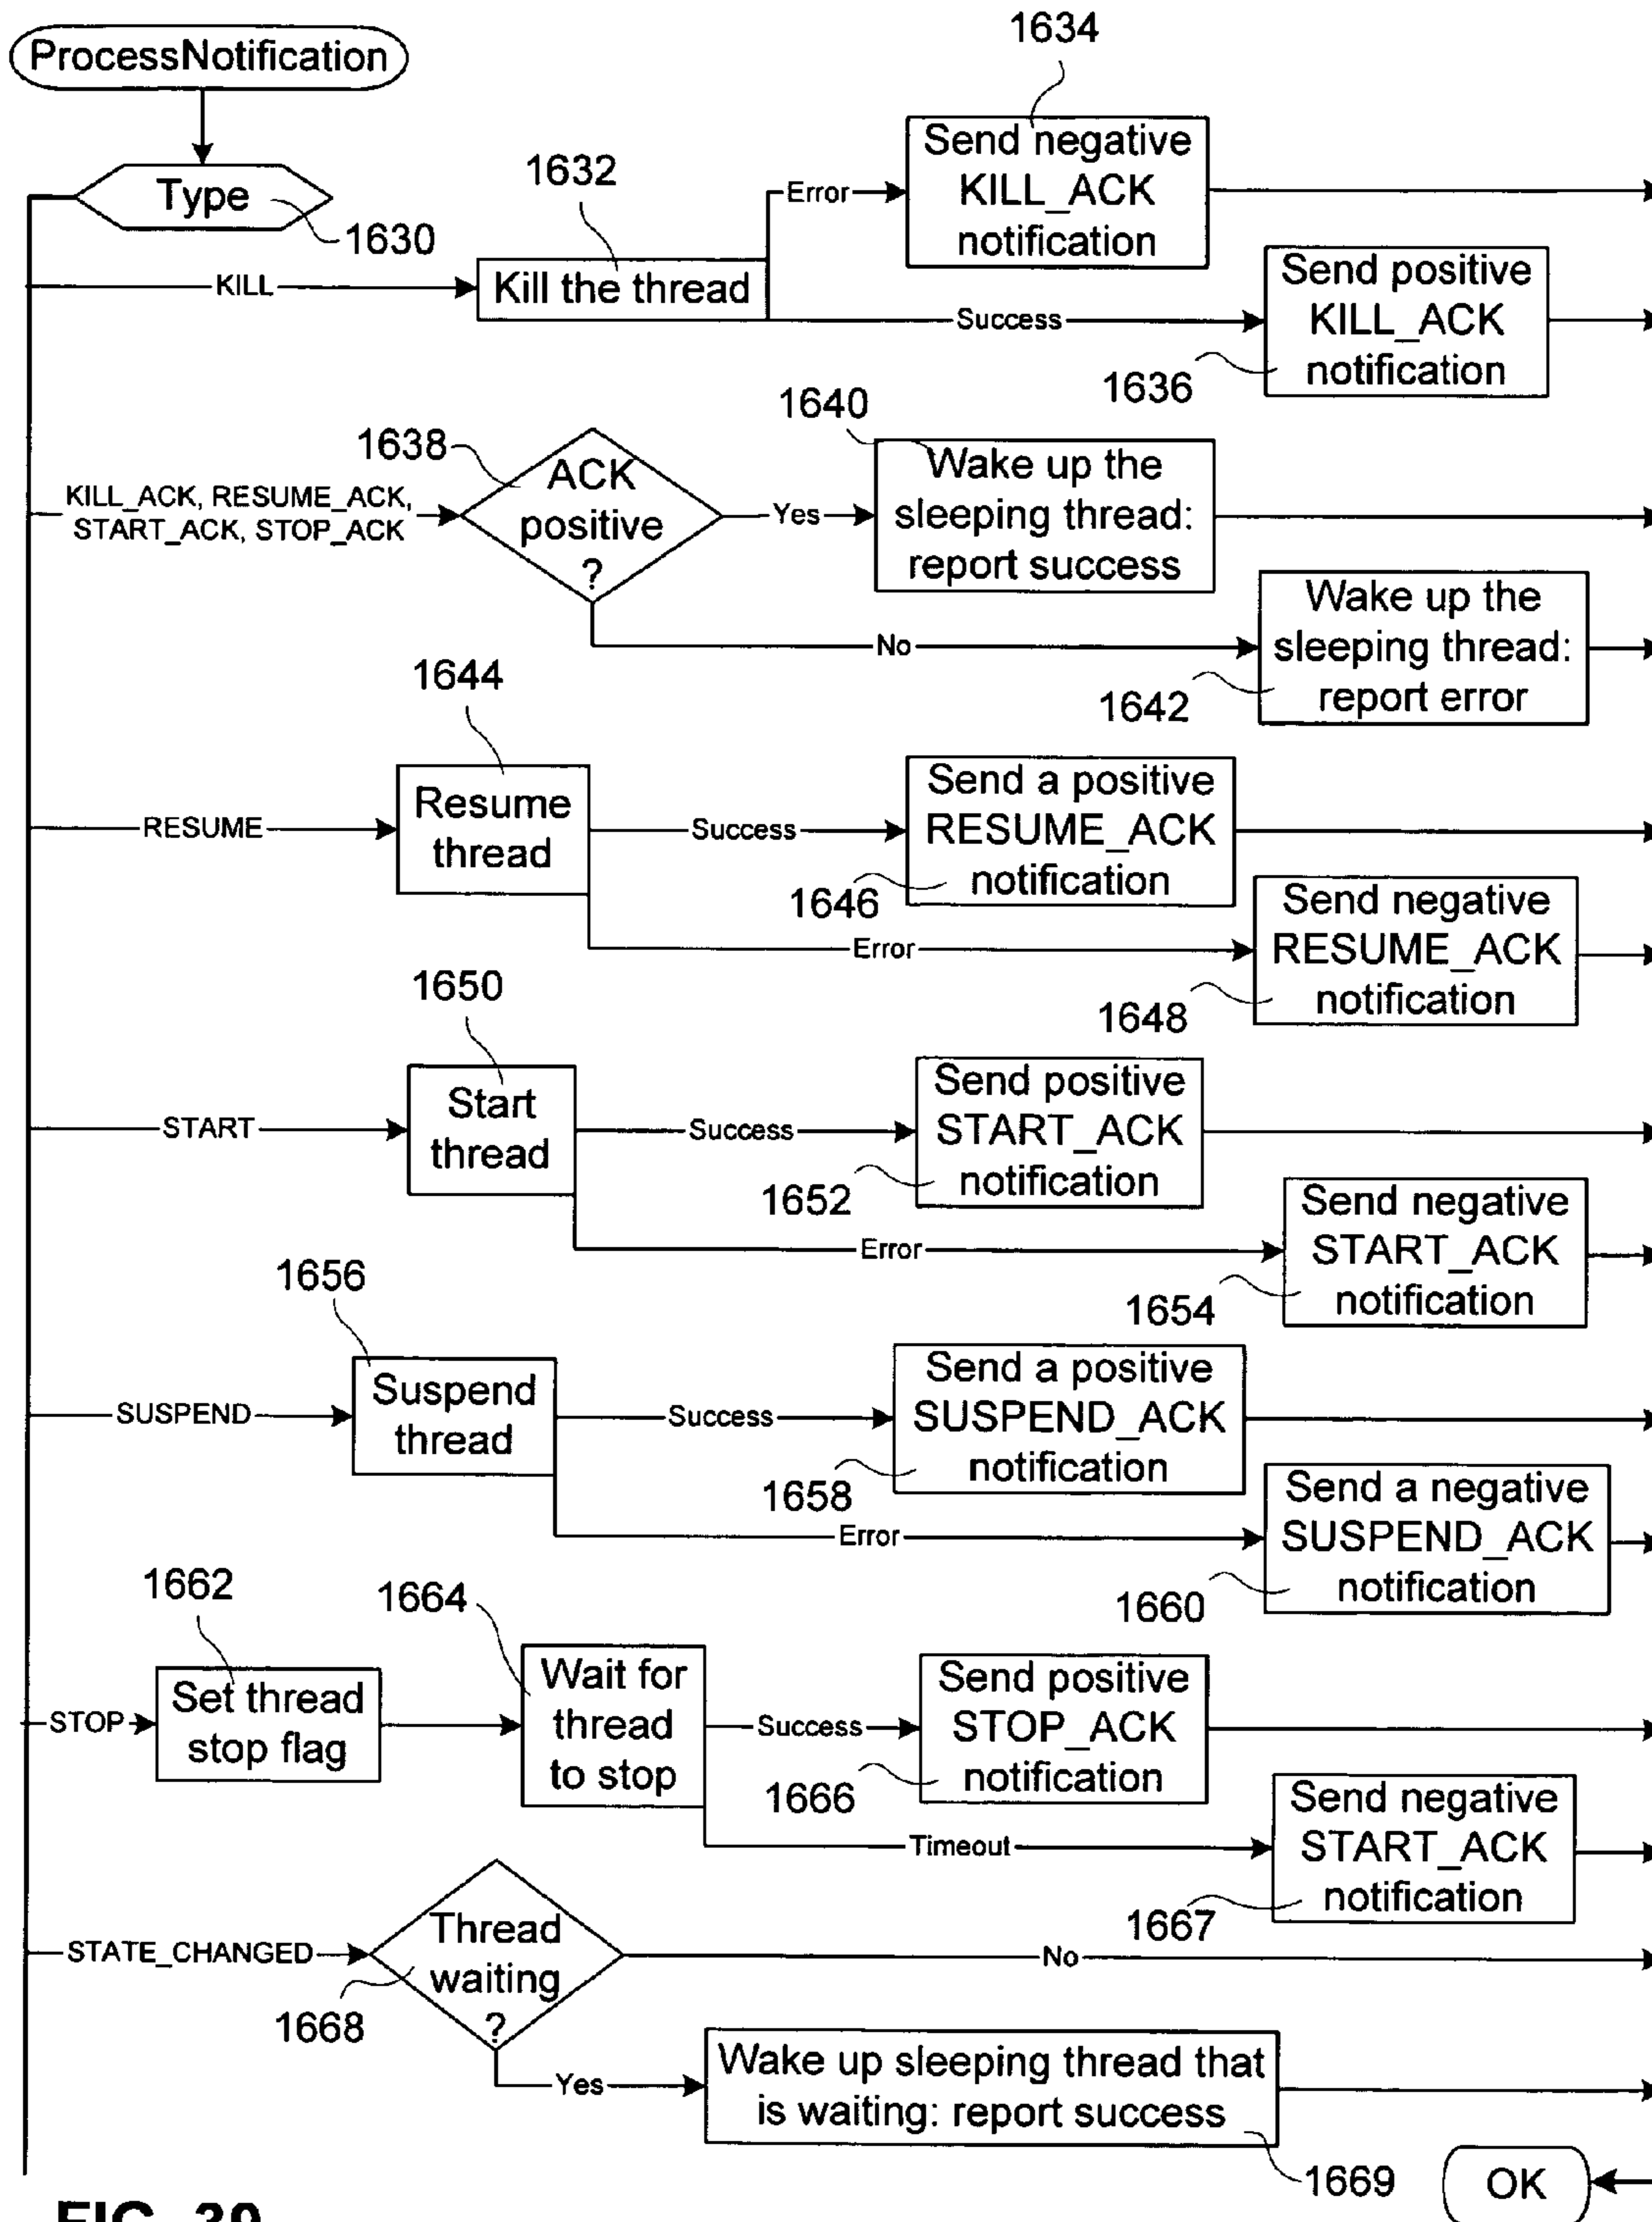 1634
ProcessNotification
Type
1630
1632
Error
Send negative
KILL_ACK
notification
KILL
Kill the thread
Success
Send positive
KILL_ACK
notification
1636
1638
KILL_ACK, RESUME_ACK,
START_ACK, STOP_ACK
ACK
positive
?
Yes
1640
Wake up the
sleeping thread:
report success
No
Wake up the
sleeping thread:
report error
1642
1644
RESUME
Resume
thread
Success
Send a positive
RESUME_ACK
notification
1646
Error
Send negative
RESUME_ACK
notification
1648
1650
START
Start
thread
Success
Send positive
START_ACK
notification
1652
Error
Send negative
START_ACK
notification
1654
1656
SUSPEND
Suspend
thread
Success
Send a positive
SUSPEND_ACK
notification
1658
Error
Send a negative
SUSPEND_ACK
notification
1660
1662
STOP
Set thread
stop flag
1664
Wait for
thread
to stop
Success
Send positive
STOP_ACK
notification
1666
Timeout
Send negative
START_ACK
notification
1667
STATE_CHANGED
Thread
waiting
?
1668
No
Yes
Wake up sleeping thread that
is waiting: report success
1669
OK
FIG. 39